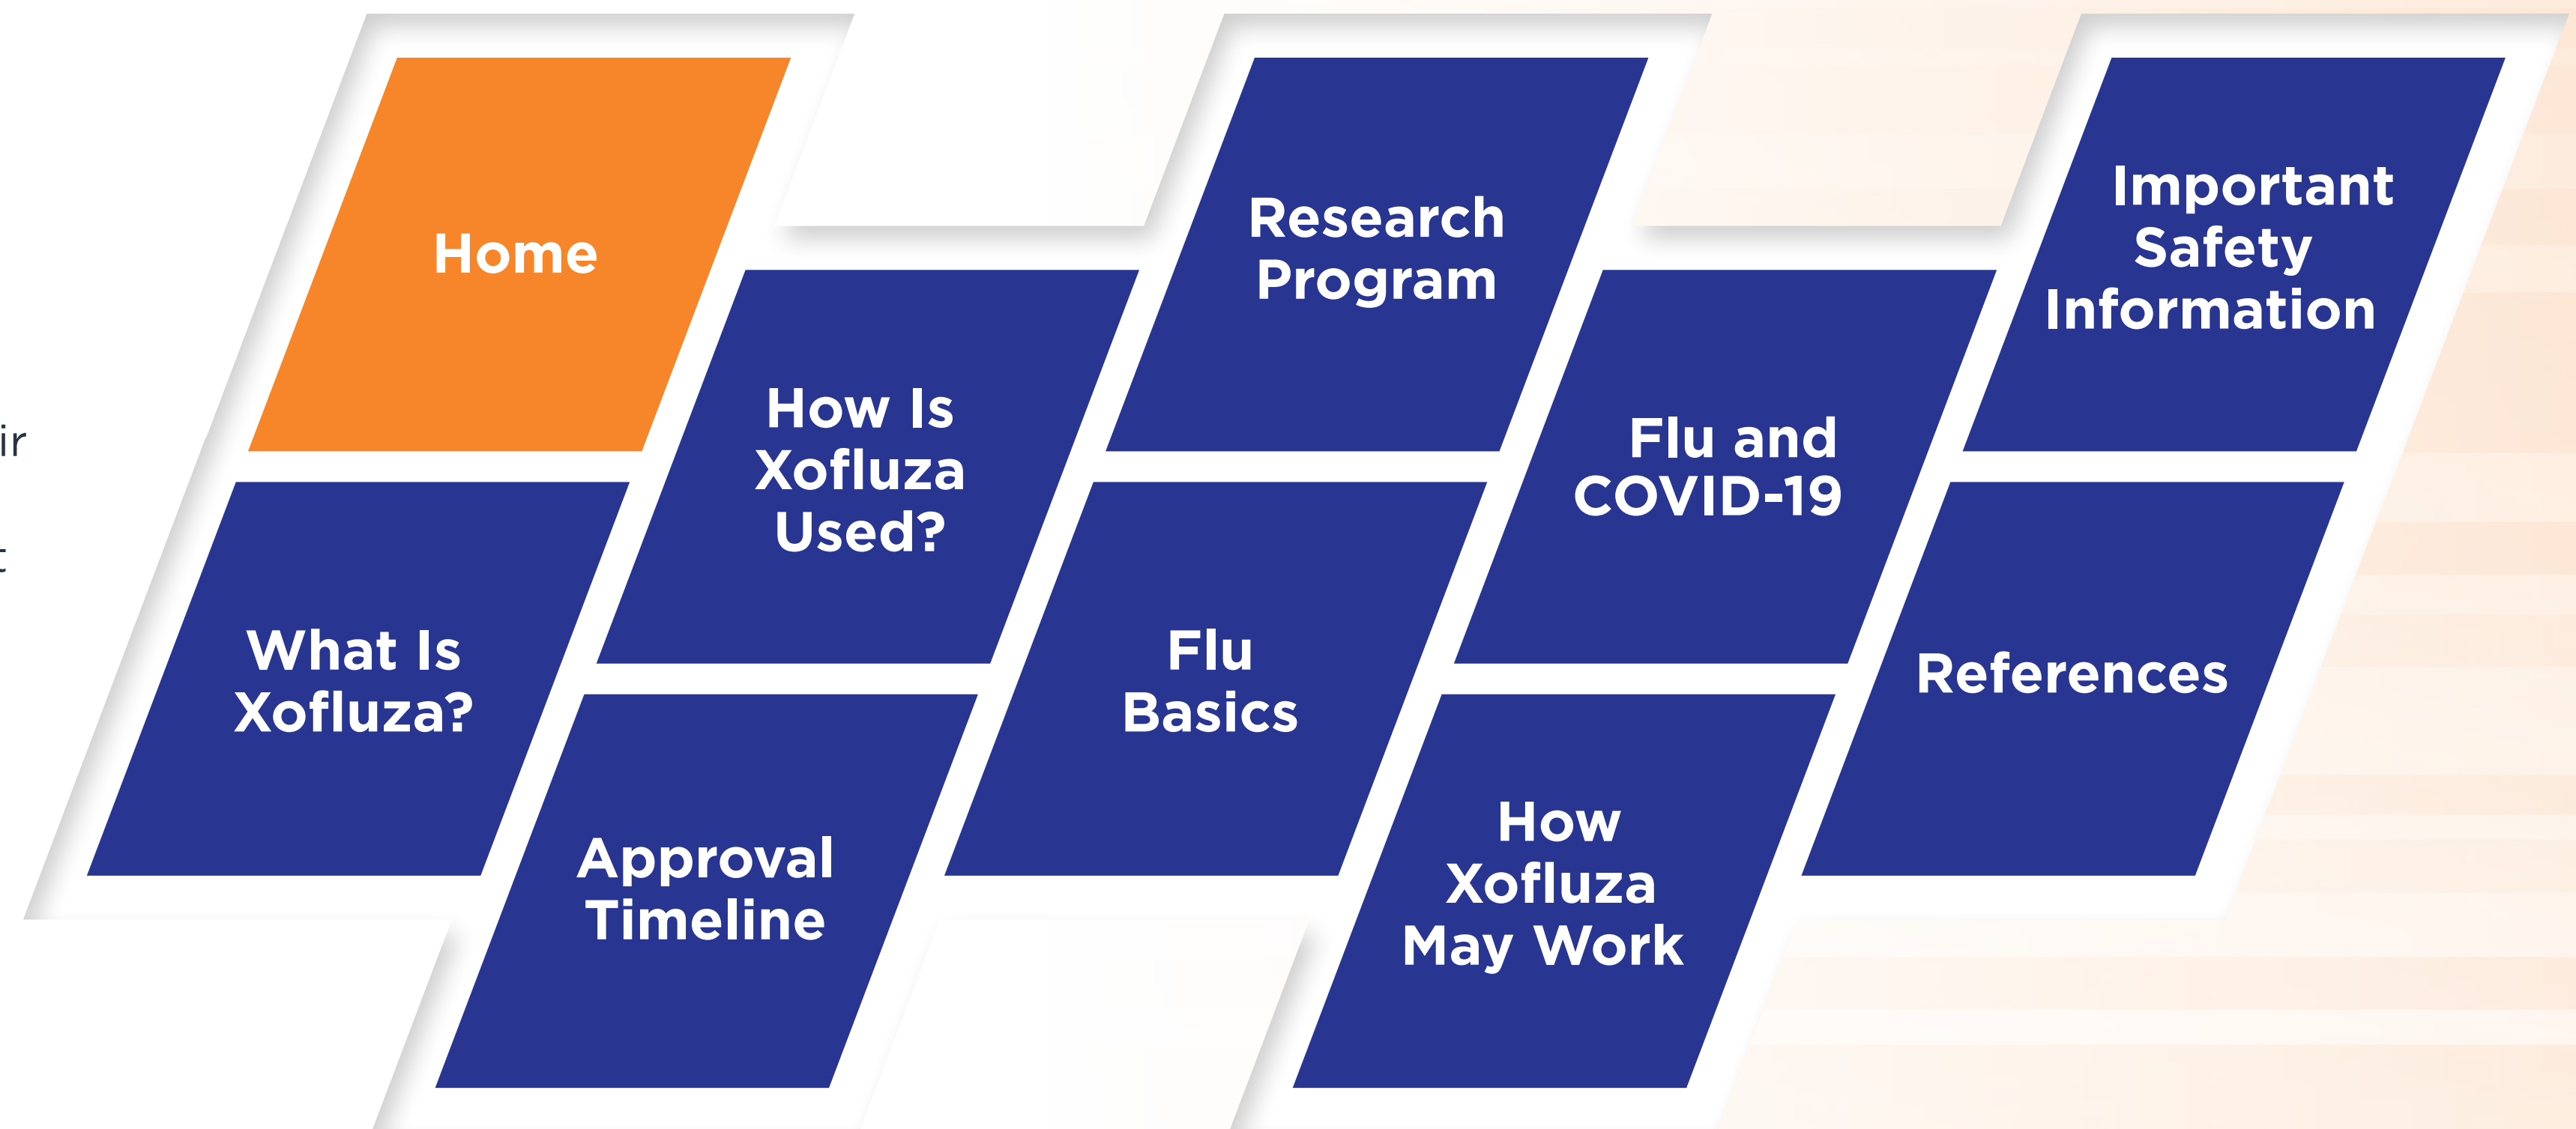 Home
What Is
Xofluza?
How Is
Xofluza
Used?
Approval
Timeline
Research
Program
Flu
Basics
Flu and
COVID-19
How
Xofluza
May Work
Important
Safety
Information
References
ir
t